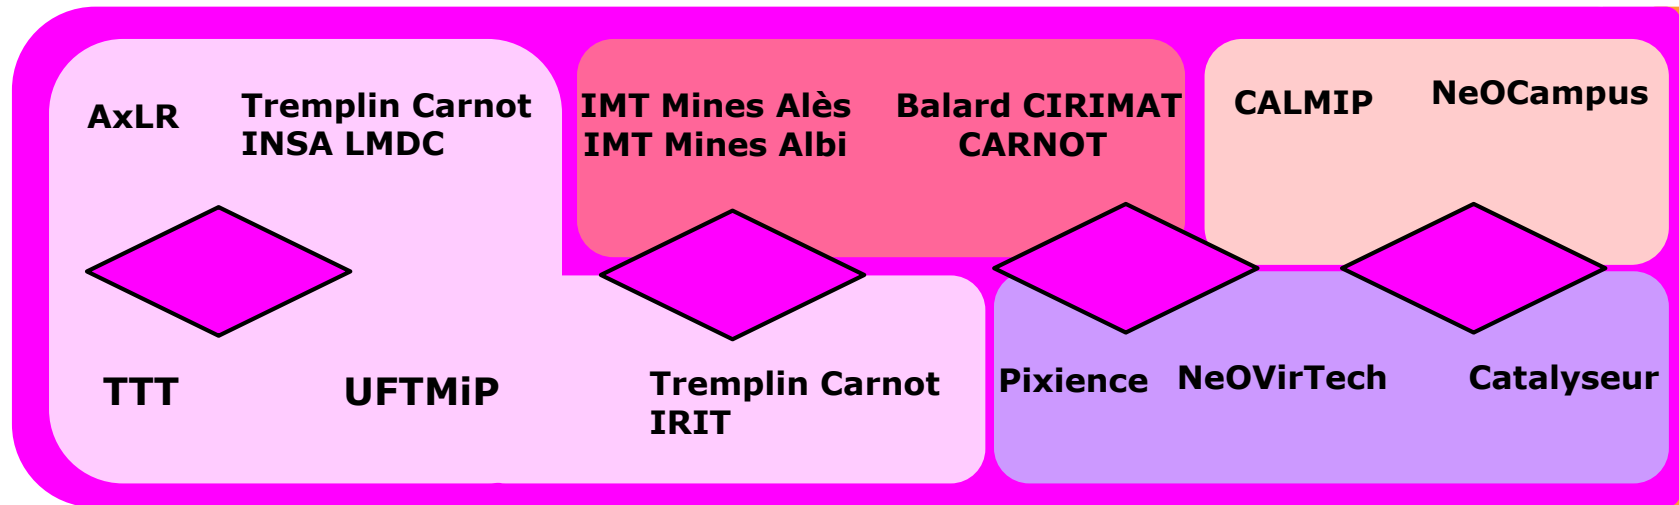 AxLR
Tremplin Carnot
INSA LMDC
IMT Mines Alès
IMT Mines Albi
Balard CIRIMAT
CARNOT
CALMIP
NeOCampus
TTT
UFTMiP
Tremplin Carnot
IRIT
Pixience
NeOVirTech
Catalyseur